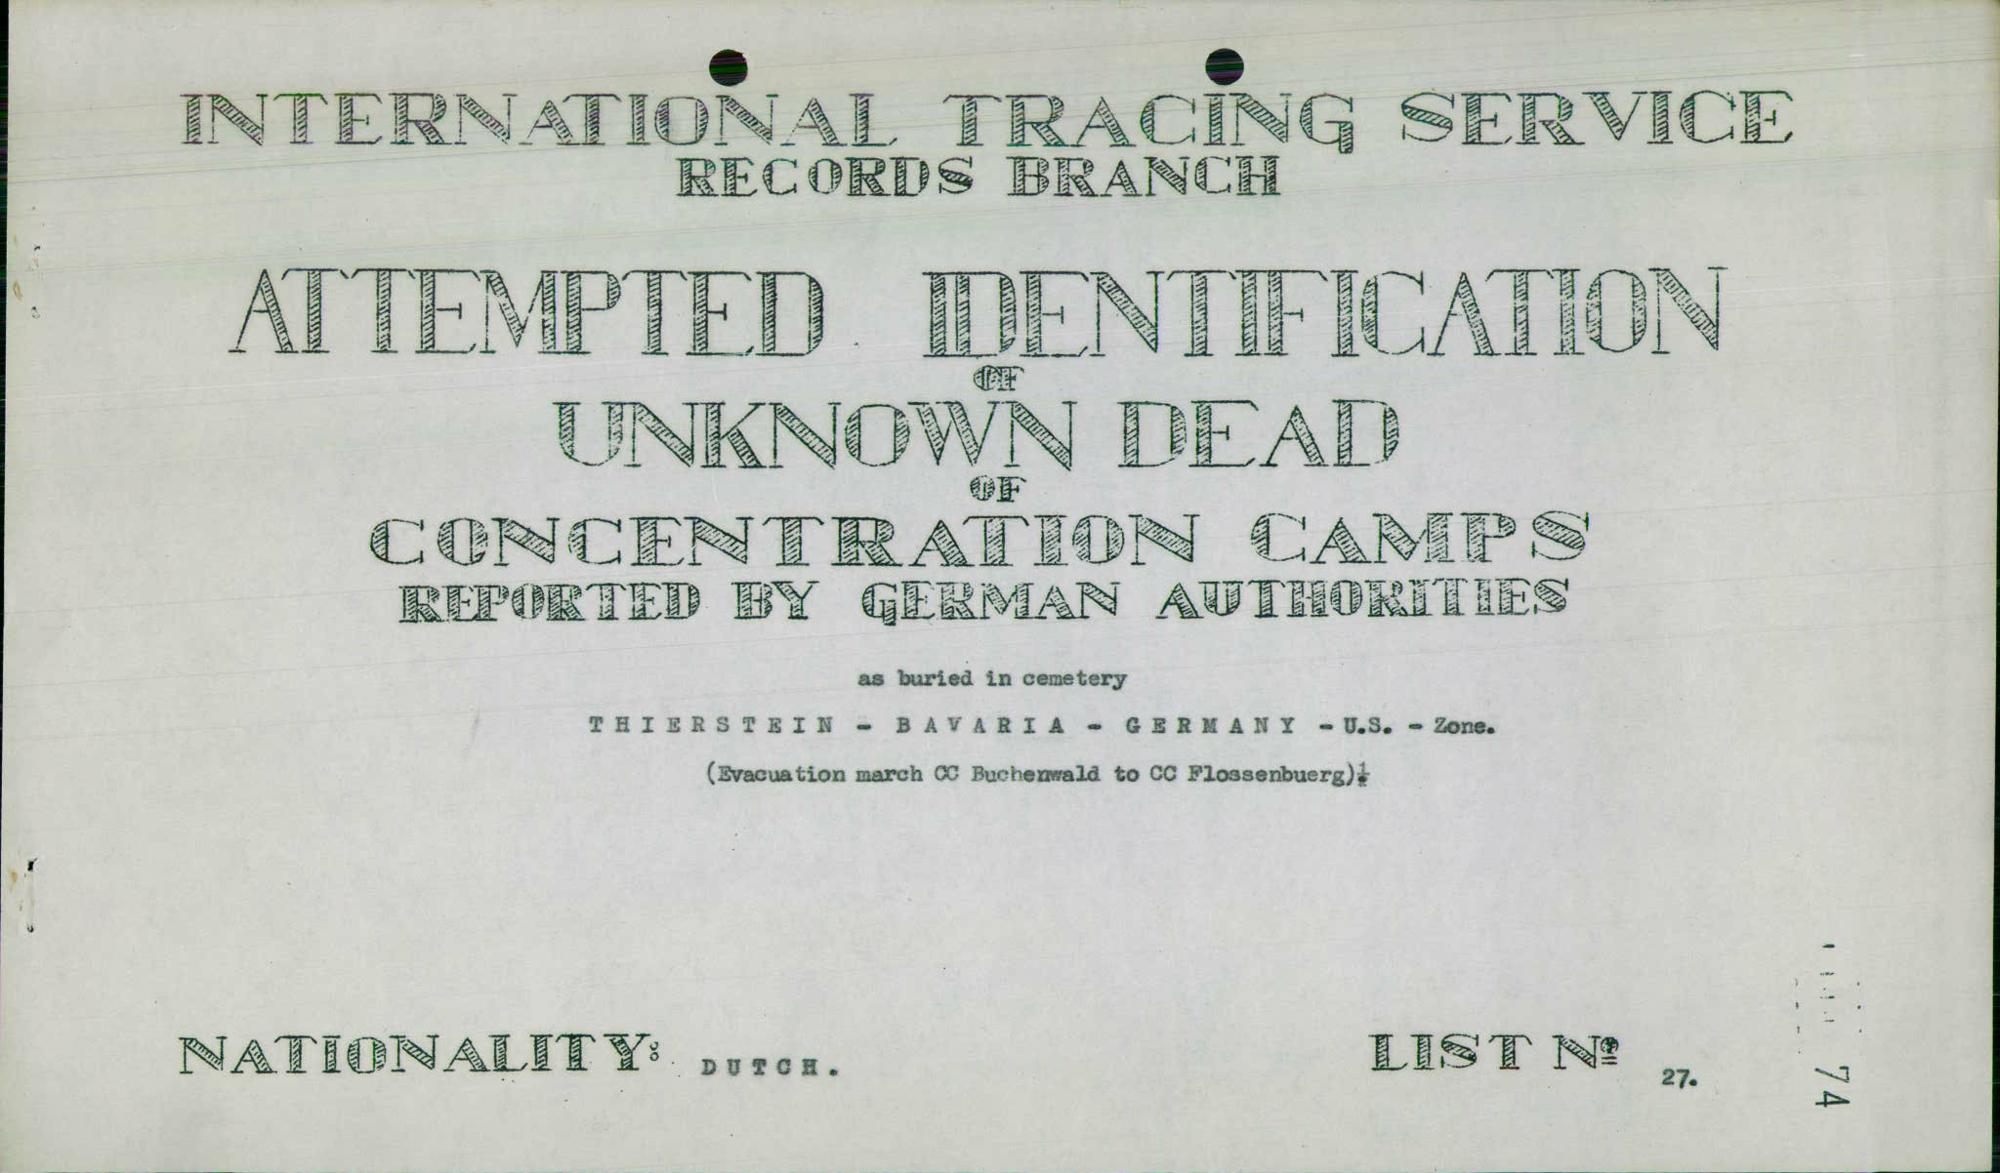 INTERNATIONAL TRACING SERVICE
RECORDS BRANCH
ATTEMPTED IDENTIFICATION
OF
UNKNOWN DEAD
OF
CONCENTRATION CAMPS
REPORTED BY GERMAN AUTHORITIES
as buried in cemetery
THIERSTEIN - BAVARIA - GERMANY - U.S. - Zone.
(Evacuation march CC Buchenwald to CC Flossenbuerg)
NATIONALITY: DUTCH.
LIST Nº 27.
74